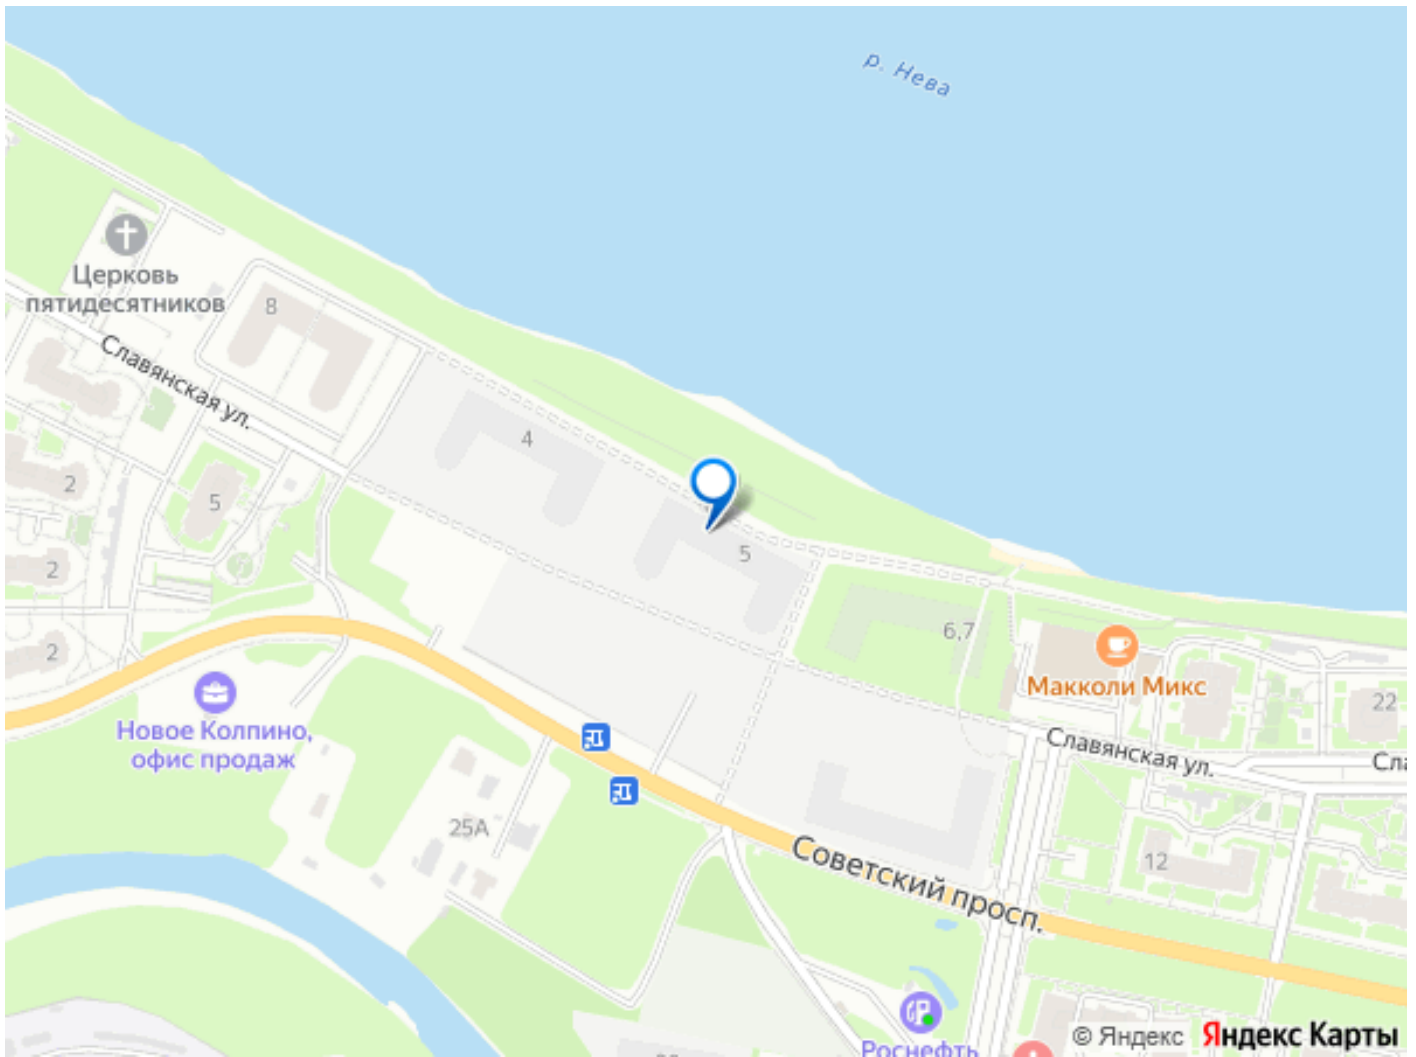 р. Нева
Церковь
пятидесятников
8
Славянская ул.
4
2
5
5
2
6,7
2
Макколи Микс
22
Новое Колпино,
офис продаж
Славянская ул.
Сла
25А
Советский просп.
12
Роснефть
© Яндекс
Яндекс Карты